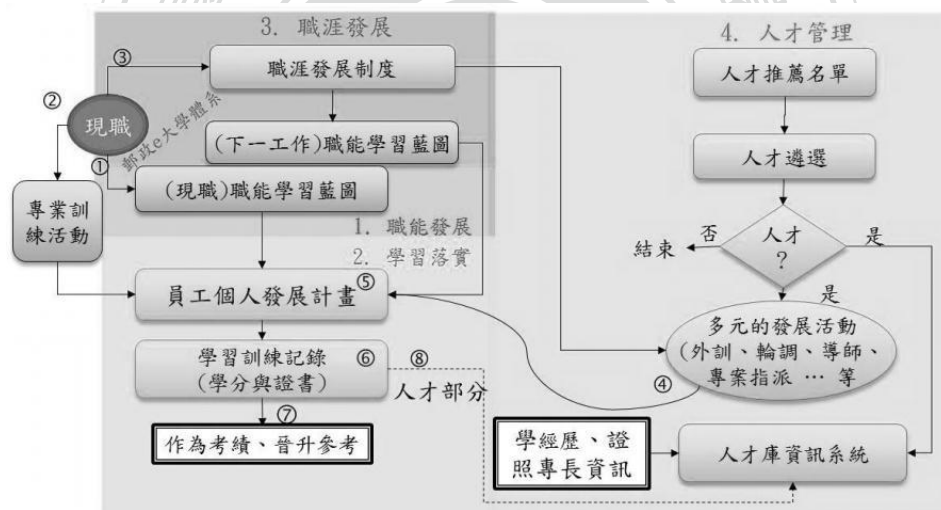 3. 職涯發展
4. 人才管理
③
職涯發展制度
人才推薦名單
②
現職
郵政e大學體系
(下一工作)職能學習藍圖
人才遴選
①
(現職)職能學習藍圖
專業訓
練活動
1. 職能發展
2. 學習落實
結束
否
人才
?
是
員工個人發展計畫
⑤
是
多元的發展活動
(外訓、輪調、導師、
專案指派 … 等
學習訓練記錄
(學分與證書)
⑥
⑧
人才部分
④
⑦
作為考績、晉升參考
學經歷、證
照專長資訊
人才庫資訊系統